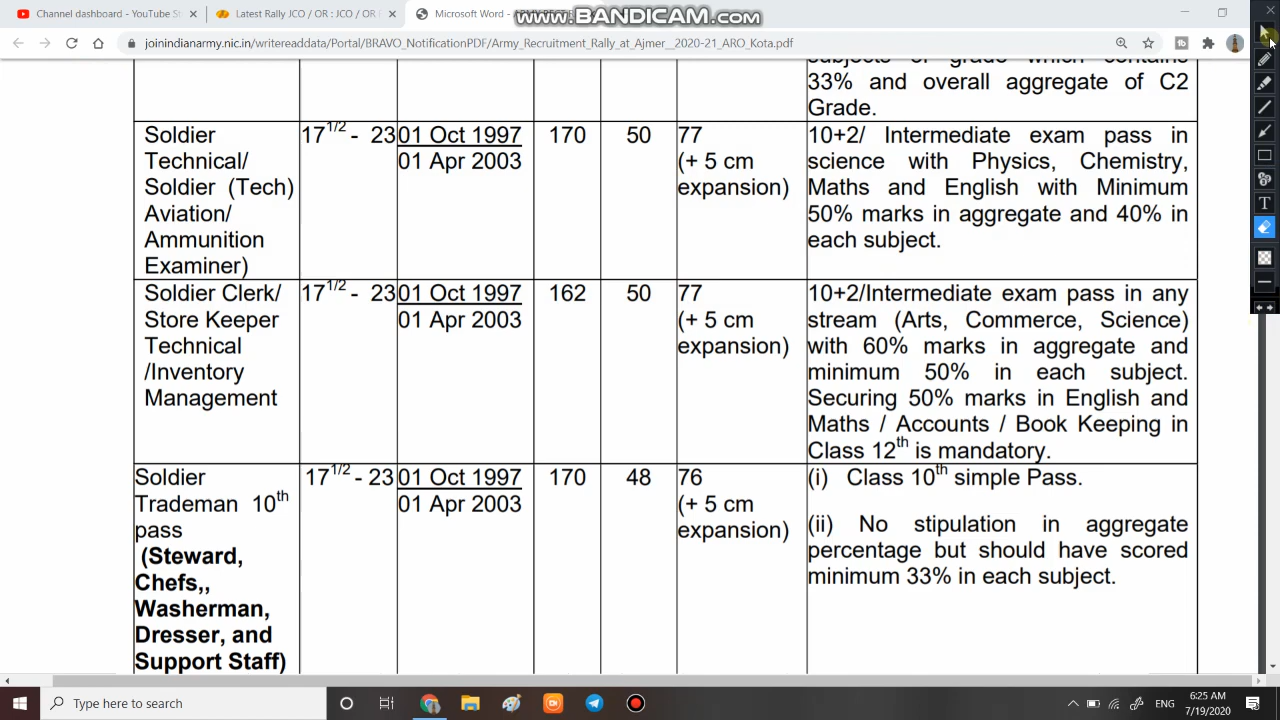 Channel dashboard - YouTube St
Latest Rally JCO / OR : JCO / OR E
Microsoft Word -
www.BANDICAM.com
joinindianarmy.nic.in/writereaddata/Portal/BRAVO_NotificationPDF/Army_Recruitment_Rally_at_Ajmer__2020-21_ARO_Kota.pdf
subjects or grade which contains
33% and overall aggregate of C2
Grade.
Soldier
Technical/
Soldier (Tech)
Aviation/
Ammunition
Examiner)
17 1/2 - 23
01 Oct 1997
01 Apr 2003
170
50
77
(+ 5 cm
expansion)
10+2/ Intermediate exam pass in
science with Physics, Chemistry,
Maths and English with Minimum
50% marks in aggregate and 40% in
each subject.
Soldier Clerk/
Store Keeper
Technical
/Inventory
Management
17 1/2 - 23
01 Oct 1997
01 Apr 2003
162
50
77
(+ 5 cm
expansion)
10+2/Intermediate exam pass in any
stream (Arts, Commerce, Science)
with 60% marks in aggregate and
minimum 50% in each subject.
Securing 50% marks in English and
Maths / Accounts / Book Keeping in
Class 12th is mandatory.
Soldier
Trademan 10th
pass
(Steward,
Chefs,,
Washerman,
Dresser, and
Support Staff)
17 1/2 - 23
01 Oct 1997
01 Apr 2003
170
48
76
(+ 5 cm
expansion)
(i) Class 10th simple Pass.
(ii) No stipulation in aggregate
percentage but should have scored
minimum 33% in each subject.
Type here to search
ENG
6:25 AM
7/19/2020